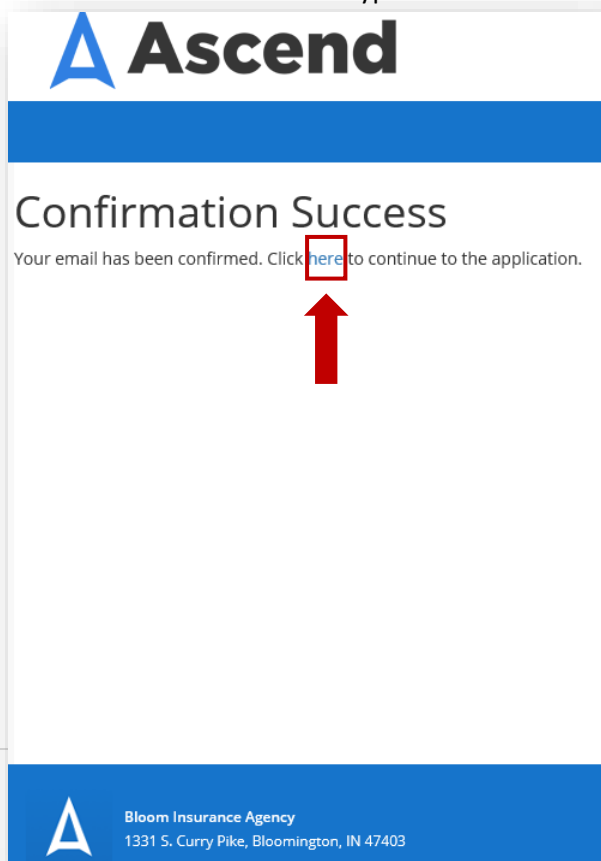 Ascend
Confirmation Success
Your email has been confirmed. Click here to continue to the application.
Bloom Insurance Agency
1331 S. Curry Pike, Bloomington, IN 47403